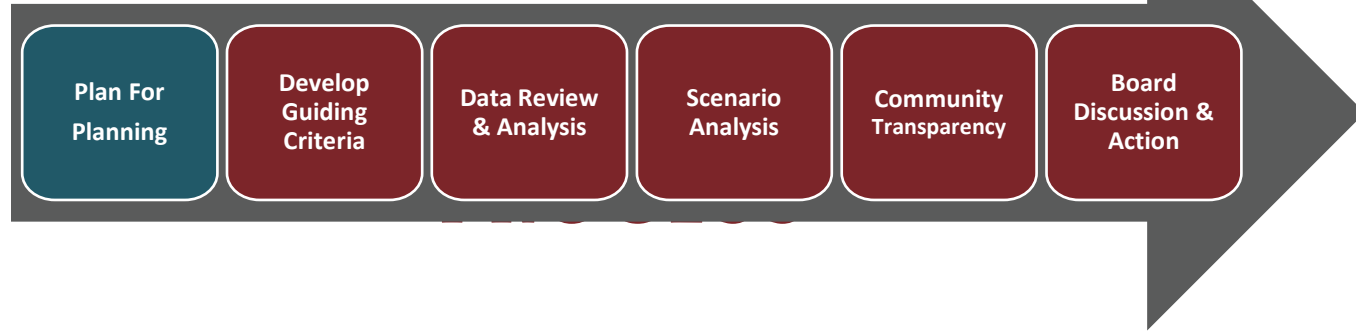 Plan For
Planning
Develop
Guiding
Criteria
Data Review
& Analysis
Scenario
Analysis
Community
Transparency
Board
Discussion &
Action